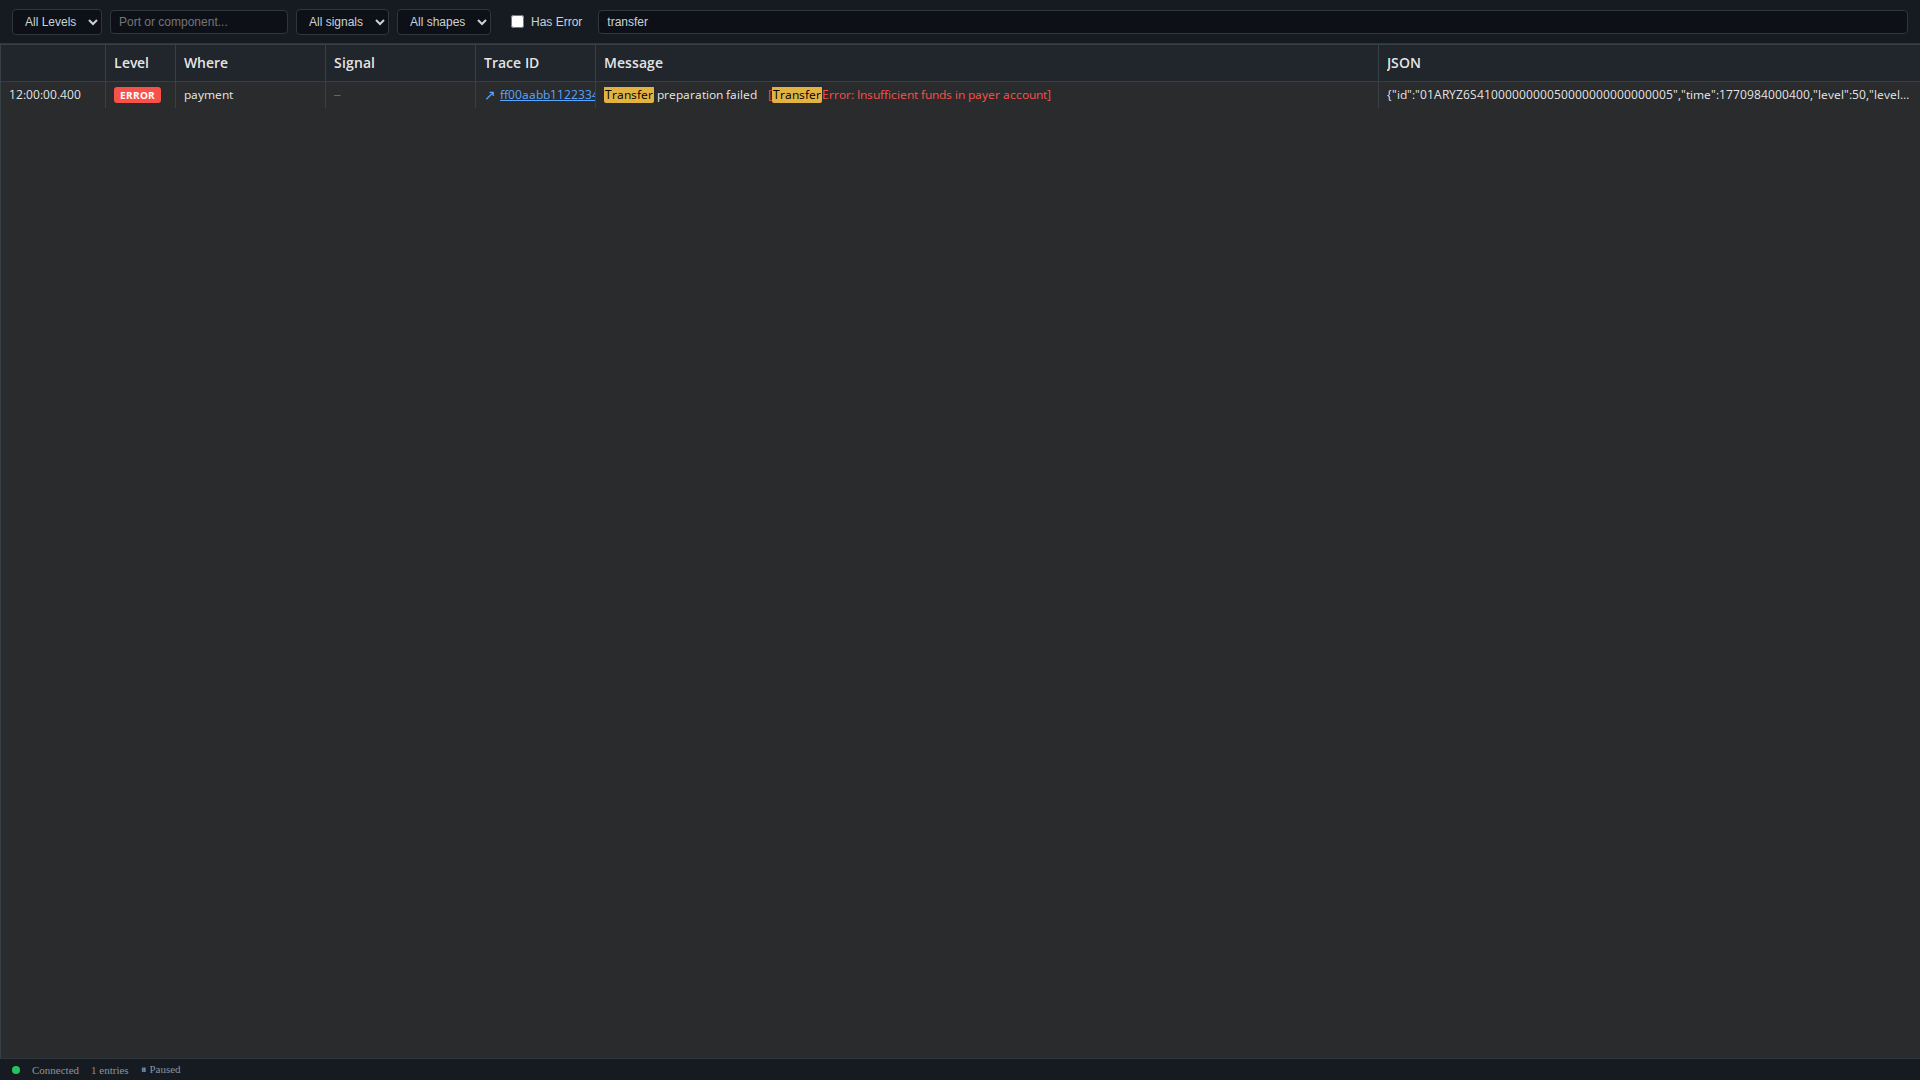 All Levels Port or component... All signals All shapes Has Error transfer
Level Where Signal Trace ID Message JSON
12:00:00.400 ERROR payment – ↗ ff00aabb1122334 Transfer preparation failed [TransferError: Insufficient funds in payer account] {"id":"01ARYZ6S410000000005000000000000005","time":1770984000400,"level":50,"level...
Connected 1 entries ⏸ Paused